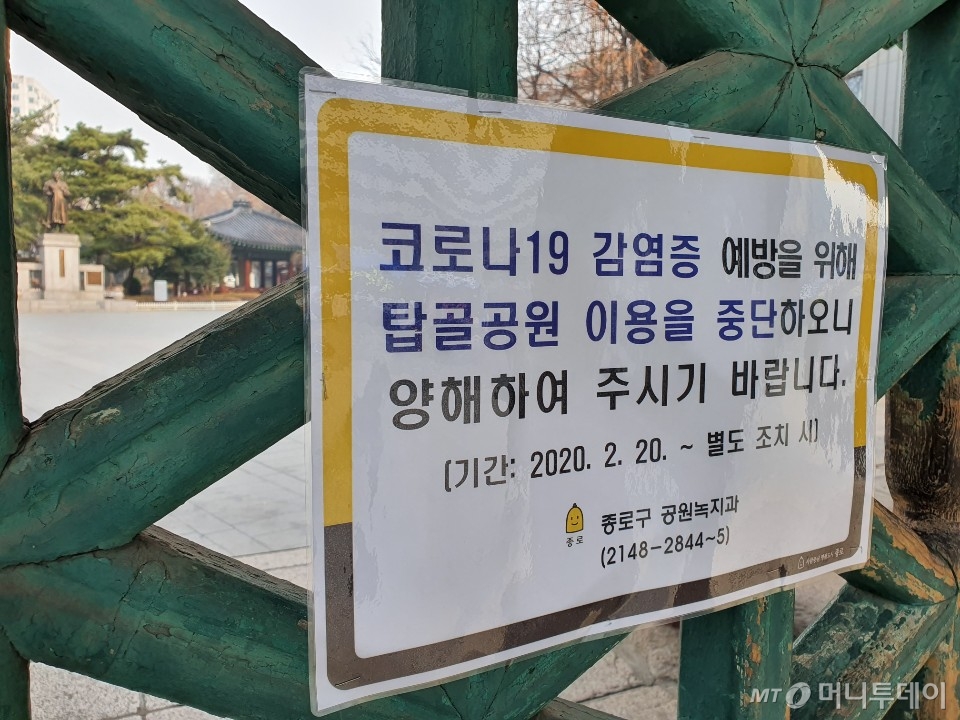 코로나19 감염증 예방을 위해
탑골공원 이용을 중단하오니
양해하여 주시기 바랍니다.
(기간: 2020. 2. 20. ~ 별도 조치 시)
종로
종로구 공원녹지과
(2148-2844~5)
종로
MT 머니투데이